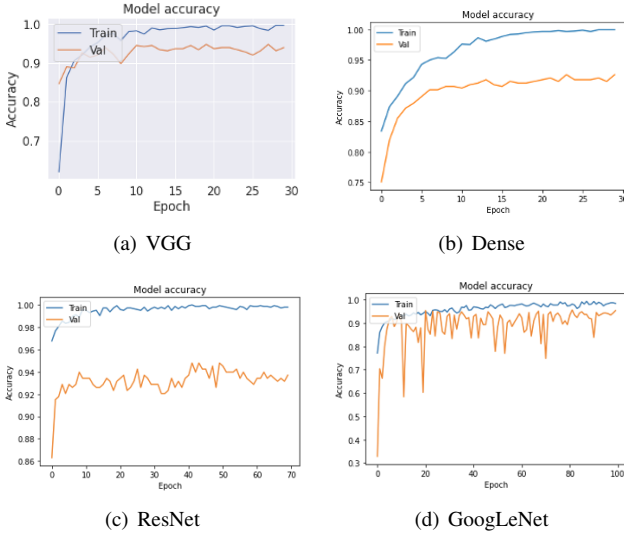 Model accuracy
Train
Val
Accuracy
1.0
0.9
0.8
0.7
0 5 10 15 20 25 30
Epoch
(a) VGG
Model accuracy
Train
Val
Accuracy
1.00
0.95
0.90
0.85
0.80
0.75
0 5 10 15 20 25 30
Epoch
(b) Dense
Model accuracy
Train
Val
Accuracy
1.00
0.98
0.96
0.94
0.92
0.90
0.88
0.86
0 10 20 30 40 50 60 70
Epoch
(c) ResNet
Model accuracy
Train
Val
Accuracy
1.0
0.9
0.8
0.7
0.6
0.5
0.4
0.3
0 20 40 60 80 100
Epoch
(d) GoogLeNet